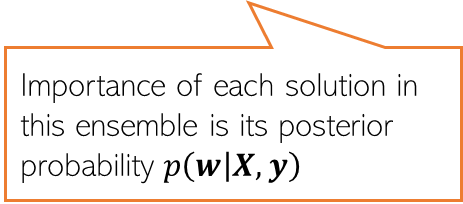 Importance of each solution in
this ensemble is its posterior
probability p(w|X, y)